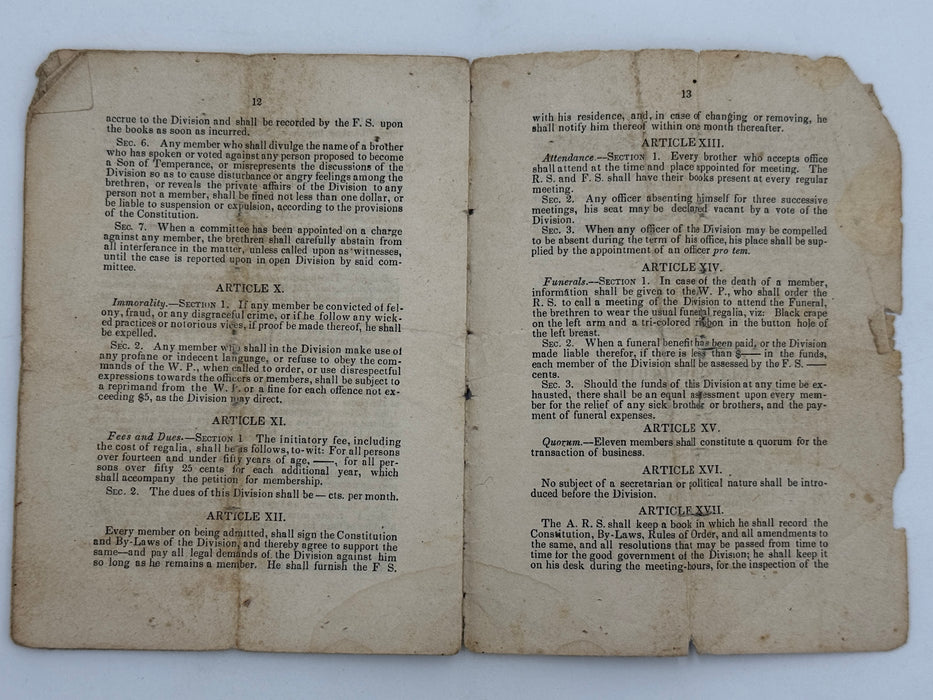 12
accrue to the Division and shall be recorded by the F. S. upon
the books as soon as incurred.
SEC. 6. Any member who shall divulge the name of a brother
who has spoken or voted against any person proposed to become
a Son of Temperance, or misrepresents the discussions of the
Division so as to cause disturbance or angry feelings among the
brethren, or reveals the private affairs of the Division to any
person not a member, shall be fined not less than one dollar, or
be liable to suspension or expulsion, according to the provisions
of the Constitution.
SEC. 7. When a committee has been appointed on a charge
against any member, the brethren shall carefully abstain from
all interference in the matter, unless called upon as witnesses,
until the case is reported upon in open Division by said com-
mittee.
ARTICLE X.
Immorality.—SECTION 1. If any member be convicted of fel-
ony, fraud, or any disgraceful crime, or if he follow any wick-
ed practices or notorious vices, if proof be made thereof, he shall
be expelled.
SEC. 2. Any member who shall in the Division make use of
any profane or indecent language, or refuse to obey the com-
mands of the W. P., when called to order, or use disrespectful
expressions towards the officers or members, shall be subject to
a reprimand from the W. P. or a fine for each offence not ex-
ceeding $5, as the Division may direct.
ARTICLE XI.
Fees and Dues.—SECTION 1 The initiatory fee, including
the cost of regalia, shall be as follows, to-wit: For all persons
over fourteen and under fifty years of age, ——, for all per-
sons over fifty 25 cents for each additional year, which
shall accompany the petition for membership.
SEC. 2. The dues of this Division shall be — cts. per month.
ARTICLE XII.
Every member on being admitted, shall sign the Constitution
and By-Laws of the Division, and thereby agree to support the
same—and pay all legal demands of the Division against him
so long as he remains a member. He shall furnish the F S.
13
with his residence, and, in case of changing or removing, he
shall notify him thereof within one month thereafter.
ARTICLE XIII.
Attendance.—SECTION 1. Every brother who accepts office
shall attend at the time and place appointed for meeting. The
R. S. and F. S. shall have their books present at every regular
meeting.
SEC. 2. Any officer absenting himself for three successive
meetings, his seat may be declared vacant by a vote of the
Division.
SEC. 3. When any officer of the Division may be compelled
to be absent during the term of his office, his place shall be sup-
plied by the appointment of an officer pro tem.
ARTICLE XIV.
Funerals.—SECTION 1. In case of the death of a member,
information shall be given to the W. P., who shall order the
R. S. to call a meeting of the Division to attend the Funeral,
the brethren to wear the usual funeral regalia, viz: Black crape
on the left arm and a tri-colored ribbon in the button hole of
the left breast.
SEC. 2. When a funeral benefit has been paid, or the Division
made liable therefor, if there is less than $—— in the funds,
each member of the Division shall be assessed by the F. S. ——
cents.
SEC. 3. Should the funds of this Division at any time be ex-
hausted, there shall be an equal assessment upon every mem-
ber for the relief of any sick brother or brothers, and the pay-
ment of funeral expenses.
ARTICLE XV.
Quorum.—Eleven members shall constitute a quorum for the
transaction of business.
ARTICLE XVI.
No subject of a secretarian or political nature shall be intro-
duced before the Division.
ARTICLE XVII.
The A. R. S. shall keep a book in which he shall record the
Constitution, By-Laws, Rules of Order, and all amendments to
the same, and all resolutions that may be passed from time to
time for the good government of the Division; he shall keep it
on his desk during the meeting-hours, for the inspection of the